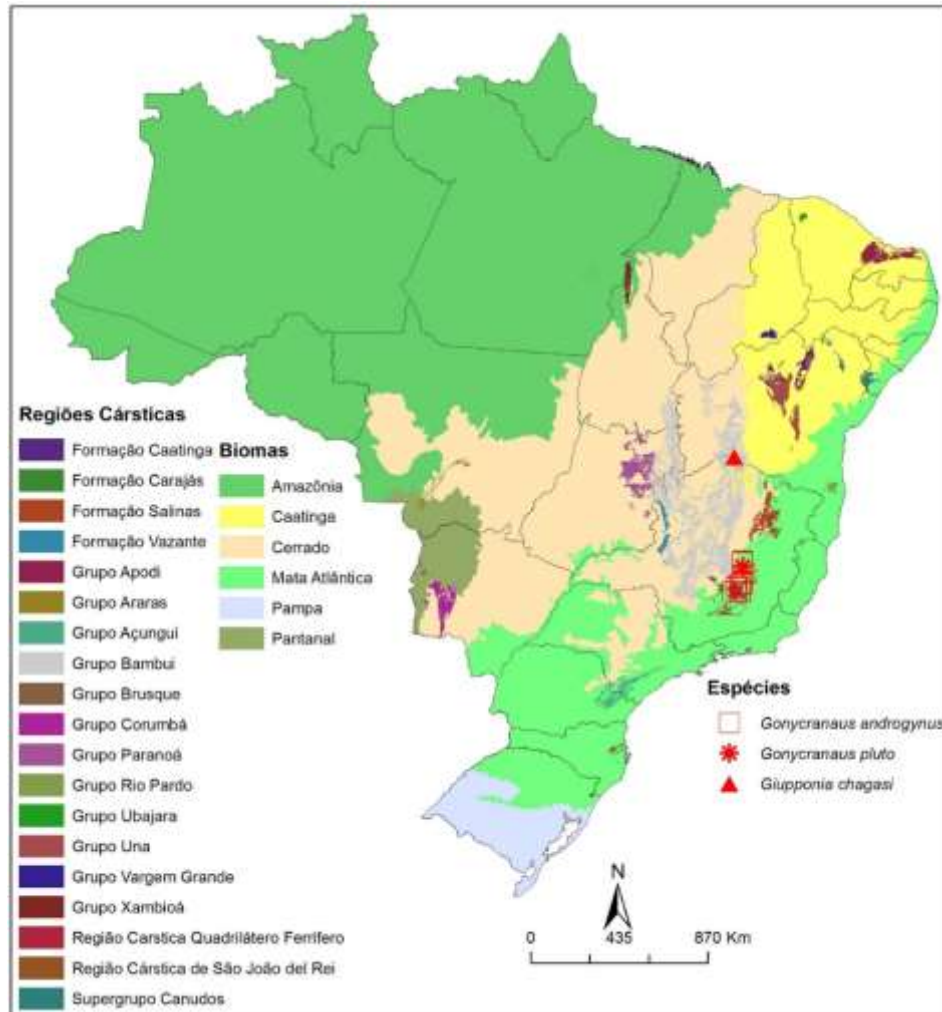 Regiões Cársticas
Formação Caatinga
Formação Carajás
Formação Salinas
Formação Vazante
Grupo Apodi
Grupo Araras
Grupo Açungui
Grupo Bambui
Grupo Brusque
Grupo Corumbá
Grupo Paranoá
Grupo Rio Pardo
Grupo Ubajara
Grupo Una
Grupo Vargem Grande
Grupo Xambioá
Região Carstica Quadrilátero Ferrífero
Região Cárstica de São João del Rei
Supergrupo Canudos
Biomas
Amazônia
Caatinga
Cerrado
Mata Atlântica
Pampa
Pantanal
Espécies
Gonycranaus androgynus
Gonycranaus pluto
Giupponia chagasi
N
0 435 870 Km